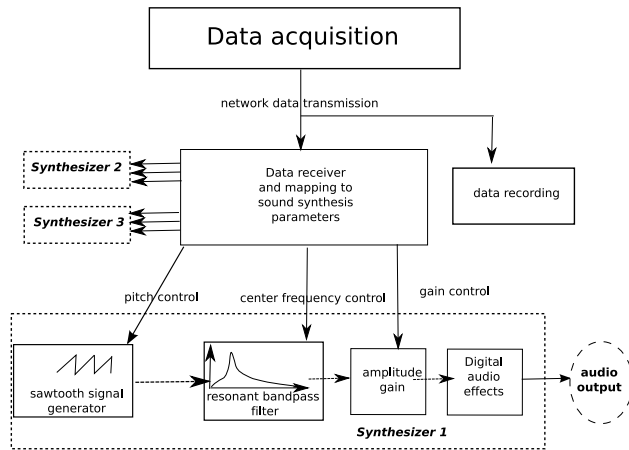 Data acquisition
network data transmission
Synthesizer 2
Synthesizer 3
Data receiver
and mapping to
sound synthesis
parameters
data recording
pitch control
center frequency control
gain control
sawtooth signal
generator
resonant bandpass
filter
amplitude
gain
Digital
audio
effects
audio
output
Synthesizer 1